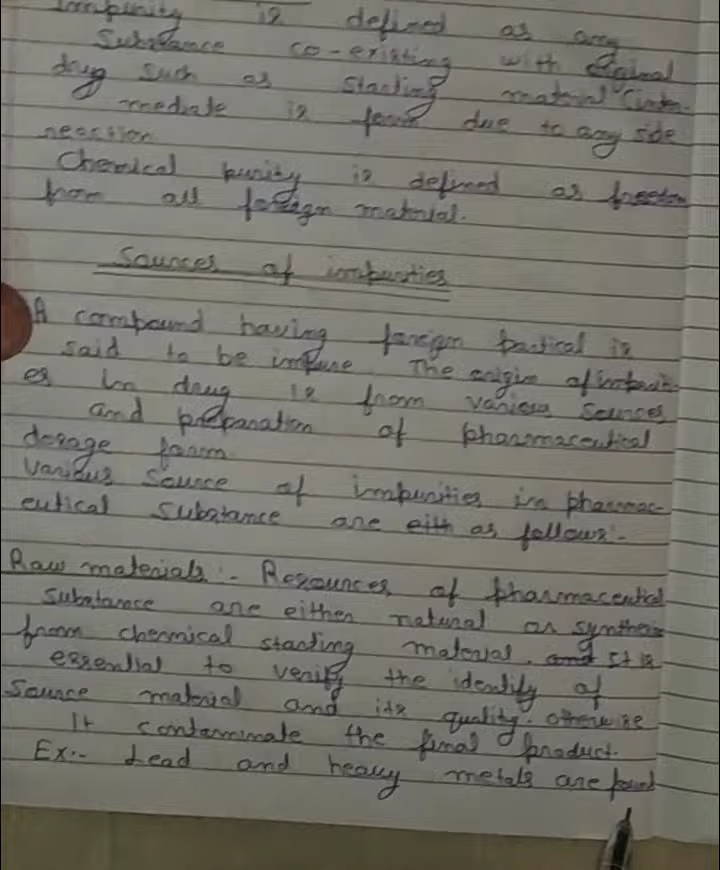 impurity is defined as any
Substance co-existing with original
drug such as starting material (inter-
mediate is form due to any side
reaction
Chemical purity is defined as freedom
from all foreign material.
Sources of impurities
A compound having foreign partical is
said to be impure. The origin of impuriti-
es in drug is from various sources
and preparation of pharmaceutical
dosage form
Various source of impurities in pharmac-
eutical substance are eith as follows:-
Raw materials:- Resources of pharmaceutical
substance are either natural or synthesis
from chemical starting material. and It is
essential to verify the identify of
source material and its quality. otherwise
It contaminate the final product.
Ex:- Lead and heavy metals are found